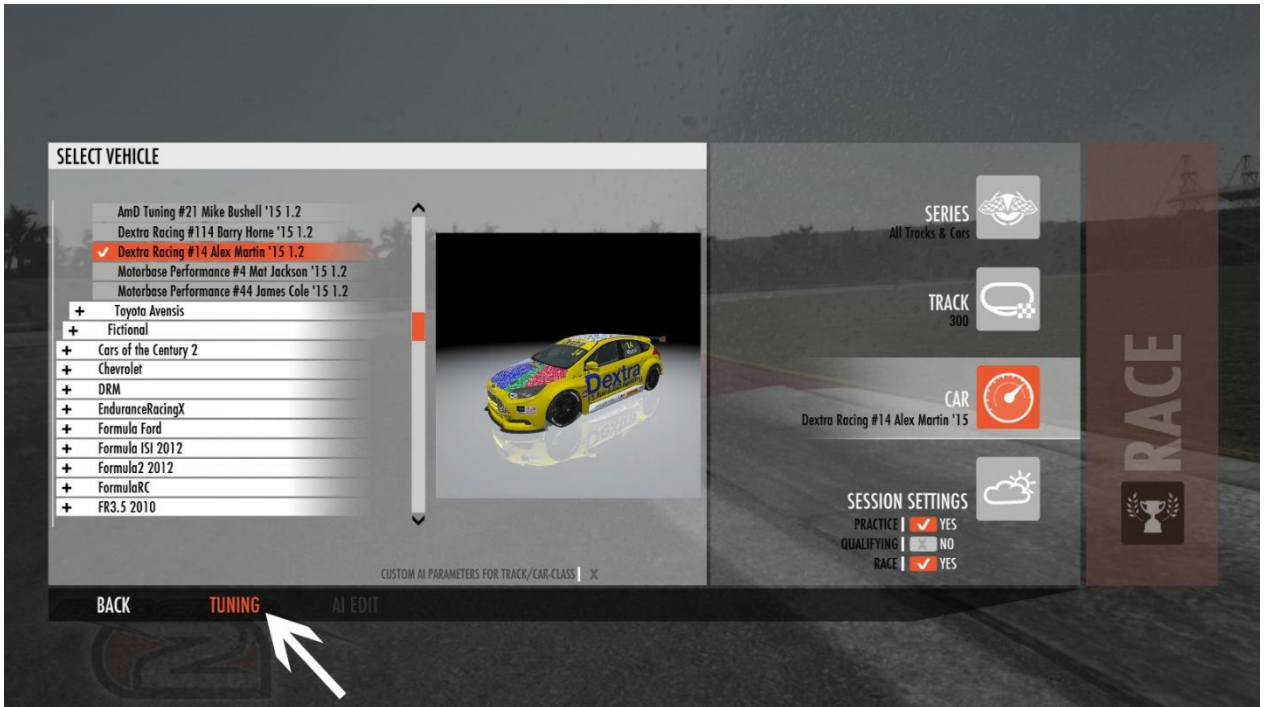 SELECT VEHICLE
AmD Tuning #21 Mike Bushell '15 1.2
Dextra Racing #114 Barry Horne '15 1.2
Dextra Racing #14 Alex Martin '15 1.2
Motorbase Performance #4 Mat Jackson '15 1.2
Motorbase Performance #44 James Cole '15 1.2
+ Toyota Avensis
+ Fictional
+ Cars of the Century 2
+ Chevrolet
+ DRM
+ EnduranceRacingX
+ Formula Ford
+ Formula ISI 2012
+ Formula2 2012
+ FormulaRC
+ FR3.5 2010
Dextra
CUSTOM AI PARAMETERS FOR TRACK/CAR-CLASS X
SERIES
All Tracks & Cars
TRACK
300
CAR
Dextra Racing #14 Alex Martin '15
SESSION SETTINGS
PRACTICE YES
QUALIFYING X NO
RACE YES
RACE
BACK TUNING AI EDIT